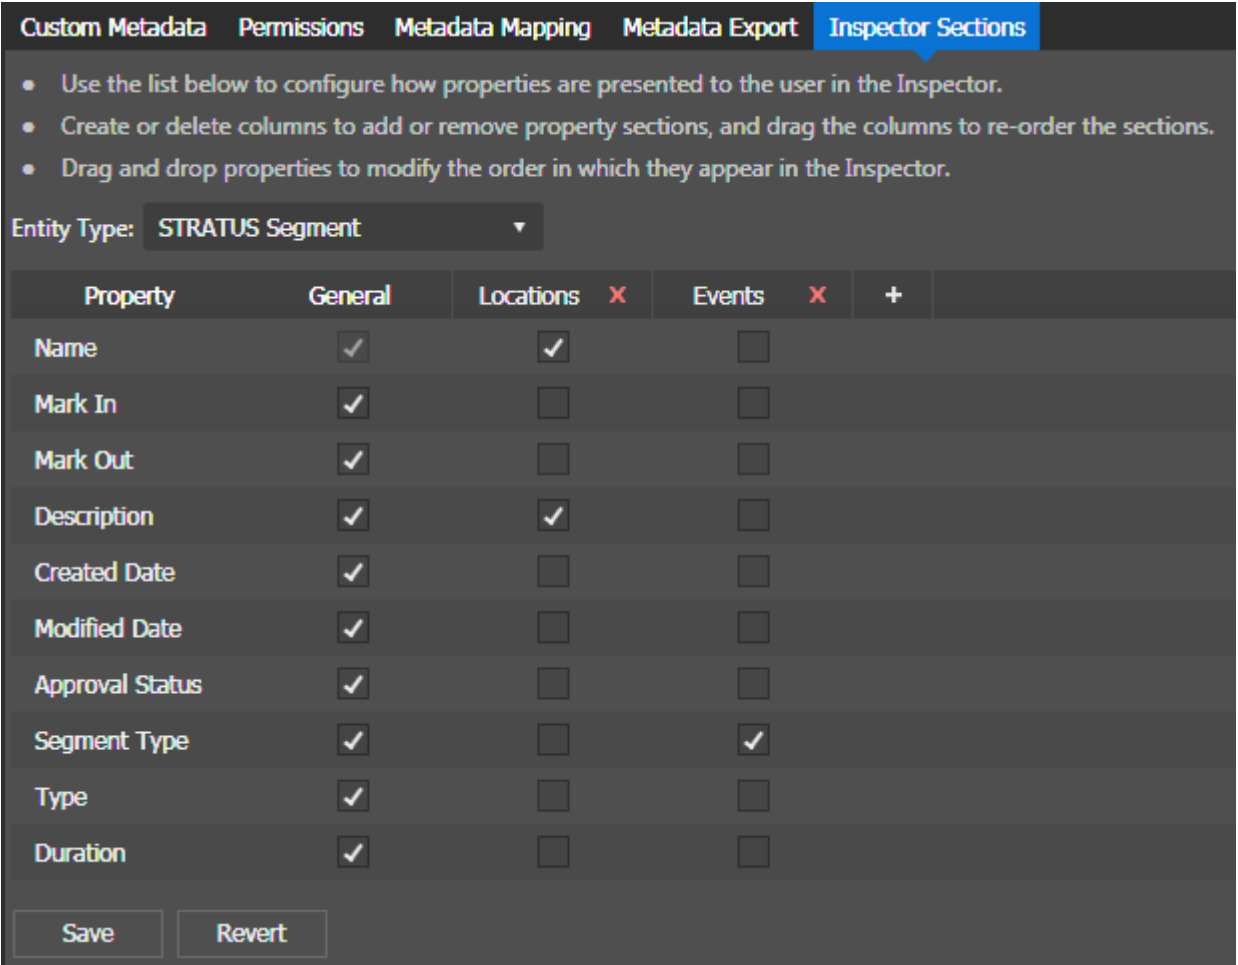 Custom Metadata Permissions Metadata Mapping Metadata Export Inspector Sections
• Use the list below to configure how properties are presented to the user in the Inspector.
• Create or delete columns to add or remove property sections, and drag the columns to re-order the sections.
• Drag and drop properties to modify the order in which they appear in the Inspector.
Entity Type: STRATUS Segment
Property General Locations x Events x +
Name
Mark In
Mark Out
Description
Created Date
Modified Date
Approval Status
Segment Type
Type
Duration
Save Revert